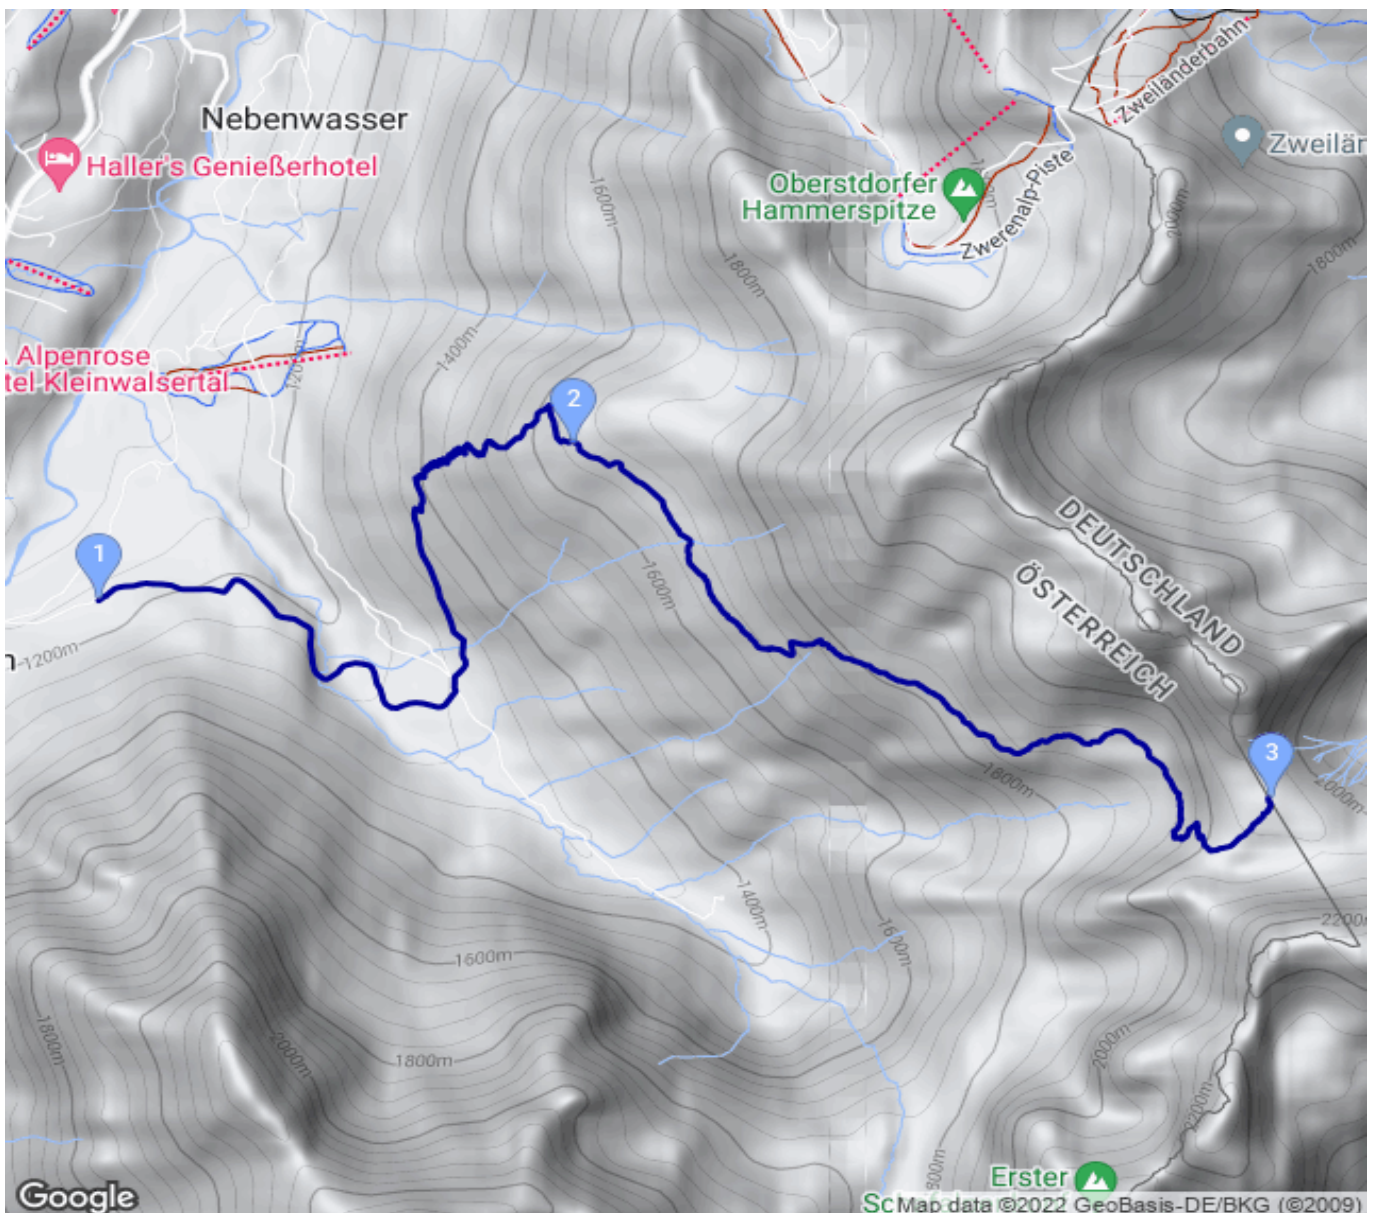 Zweiländerbahn
Nebenwasser
Haller's Genießerhotel
Zweilär
Oberstdorfer
Hammerspitze
Zwerenalp-Piste
1600m
2000m
1800m
1800m
1400m
Alpenrose
tel Kleinwalsertal
2
1
DEUTSCHLAND
ÖSTERREICH
1600m
1200m
3
1800m
2000m
1400m
1600m
2200m
1600m
1800m
2000m
1800m
2000m
2200m
1800m
Erster
Google
Map data ©2022 GeoBasis-DE/BKG (©2009)